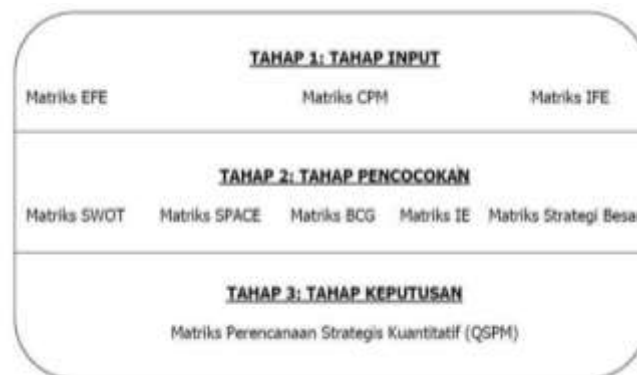 TAHAP 1: TAHAP INPUT
Matriks EFE Matriks CPM Matriks IFE
TAHAP 2: TAHAP PENCOCOKAN
Matriks SWOT Matriks SPACE Matriks BCG Matriks IE Matriks Strategi Besar
TAHAP 3: TAHAP KEPUTUSAN
Matriks Perencanaan Strategis Kuantitatif (QSPM)